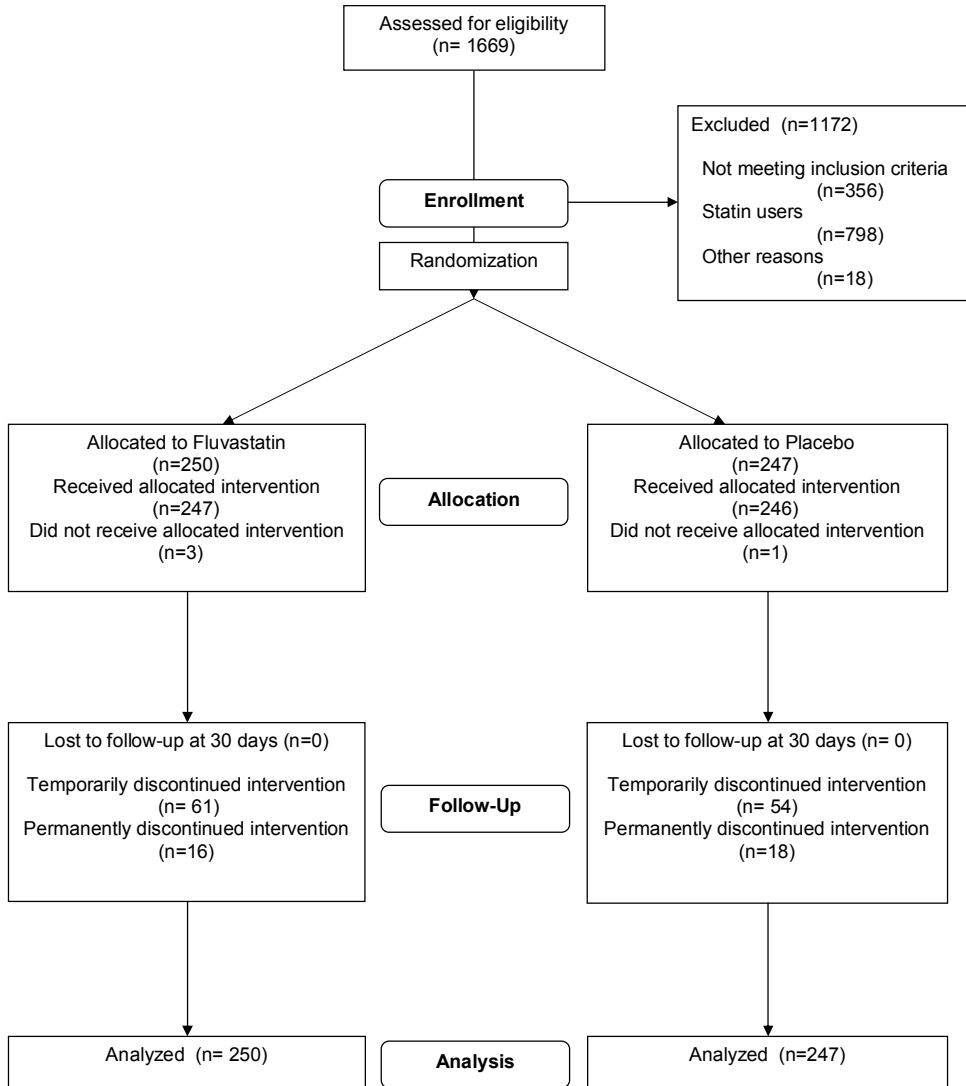 Assessed for eligibility
(n= 1669)
Excluded (n=1172)
Not meeting inclusion criteria
(n=356)
Statin users
(n=798)
Other reasons
(n=18)
Enrollment
Randomization
Allocated to Fluvastatin
(n=250)
Received allocated intervention
(n=247)
Did not receive allocated intervention
(n=3)
Allocation
Allocated to Placebo
(n=247)
Received allocated intervention
(n=246)
Did not receive allocated intervention
(n=1)
Lost to follow-up at 30 days (n=0)
Temporarily discontinued intervention
(n= 61)
Permanently discontinued intervention
(n=16)
Follow-Up
Lost to follow-up at 30 days (n= 0)
Temporarily discontinued intervention
(n= 54)
Permanently discontinued intervention
(n=18)
Analyzed (n= 250)
Analysis
Analyzed (n=247)